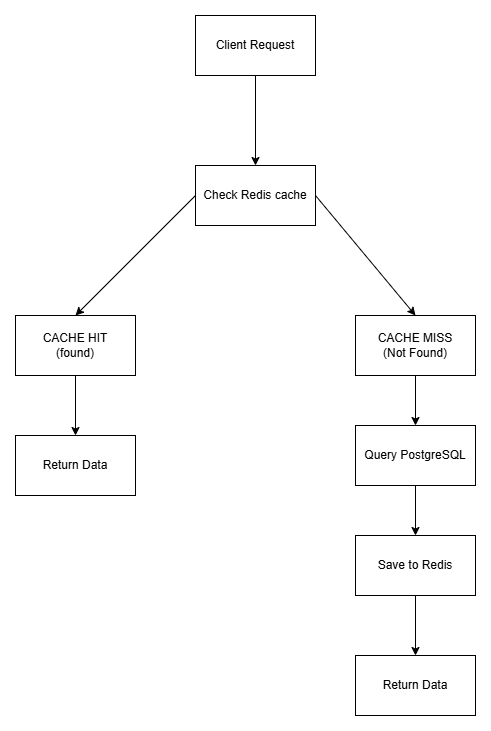 Client Request
Check Redis cache
CACHE HIT
(found)
CACHE MISS
(Not Found)
Return Data
Query PostgreSQL
Save to Redis
Return Data